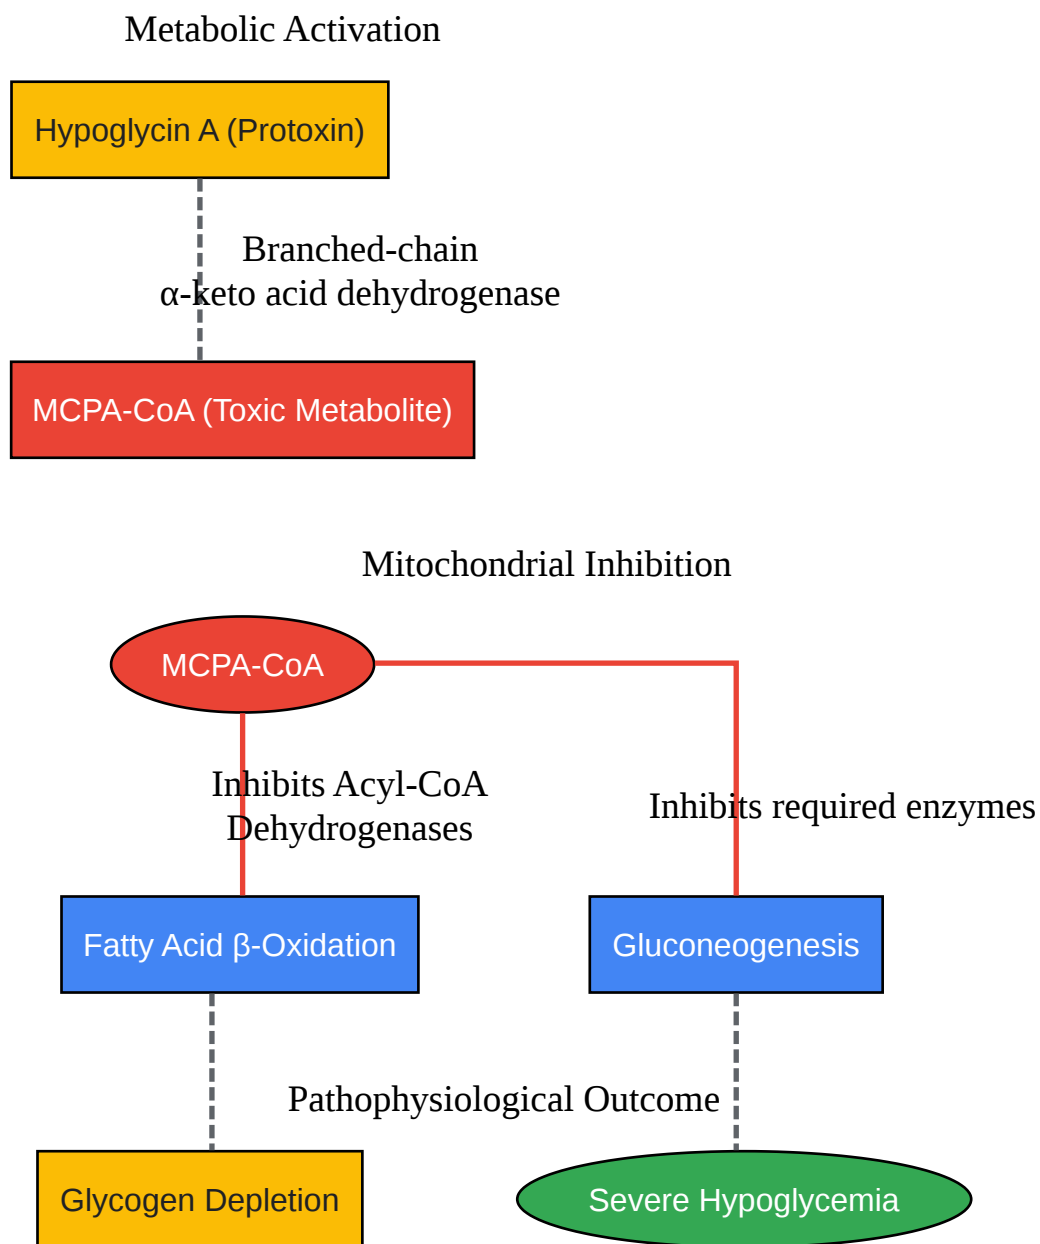 Metabolic Activation
Hypoglycin A (Protoxin)
Branched-chain
α-keto acid dehydrogenase
MCPA-CoA (Toxic Metabolite)
Mitochondrial Inhibition
MCPA-CoA
Inhibits Acyl-CoA
Dehydrogenases
Inhibits required enzymes
Fatty Acid β-Oxidation
Gluconeogenesis
Pathophysiological Outcome
Glycogen Depletion
Severe Hypoglycemia